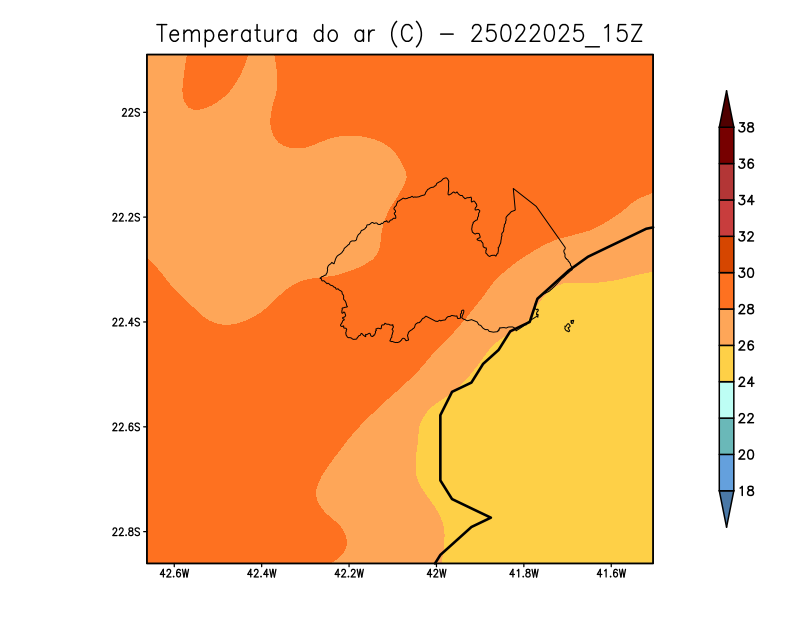 Temperatura do ar (C) - 25022025_15Z
22S
22.2S
22.4S
22.6S
22.8S
42.6W
42.4W
42.2W
42W
41.8W
41.6W
38
36
34
32
30
28
26
24
22
20
18